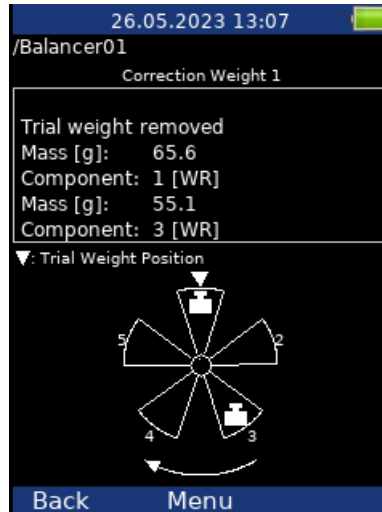 26.05.2023 13:07
/Balancer01
Correction Weight 1
Trial weight removed
Mass [g]: 65.6
Component: 1 [WR]
Mass [g]: 55.1
Component: 3 [WR]
▼: Trial Weight Position
5 2
4 3
Back Menu